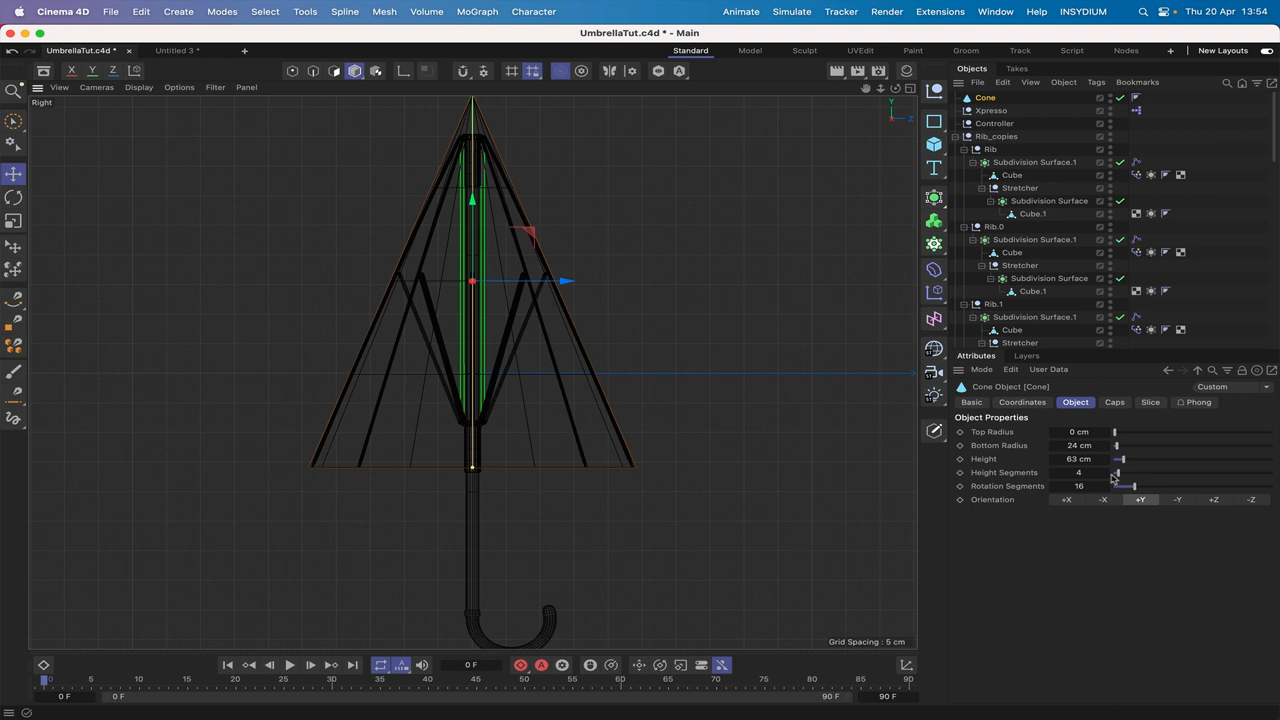 Cinema 4D File Edit Create Modes Select Tools Spline Mesh Volume MoGraph Character Animate Simulate Tracker Render Extensions Window Help INSYDIUM Thu 20 Apr 13:54
UmbrellaTut.c4d * - Main
UmbrellaTut.c4d * Untitled 3 * Standard Model Sculpt UVEdit Paint Groom Track Script Nodes New Layouts
X Y Z
View Cameras Display Options Filter Panel
Right
Y
Z
Grid Spacing : 5 cm
Objects Takes
File Edit View Object Tags Bookmarks
Cone
Xpresso
Controller
Rib_copies
Rib
Subdivision Surface.1
Cube
Stretcher
Subdivision Surface
Cube.1
Rib.0
Subdivision Surface.1
Cube
Stretcher
Subdivision Surface
Cube.1
Rib.1
Subdivision Surface.1
Cube
Stretcher
Attributes Layers
Mode Edit User Data
Cone Object [Cone] Custom
Basic Coordinates Object Caps Slice Phong
Object Properties
Top Radius 0 cm
Bottom Radius 24 cm
Height 63 cm
Height Segments 4
Rotation Segments 16
Orientation +X -X +Y -Y +Z -Z
0 F
0 5 10 15 20 25 30 35 40 45 50 55 60 65 70 75 80 85 90
0 F 0 F 90 F 90 F